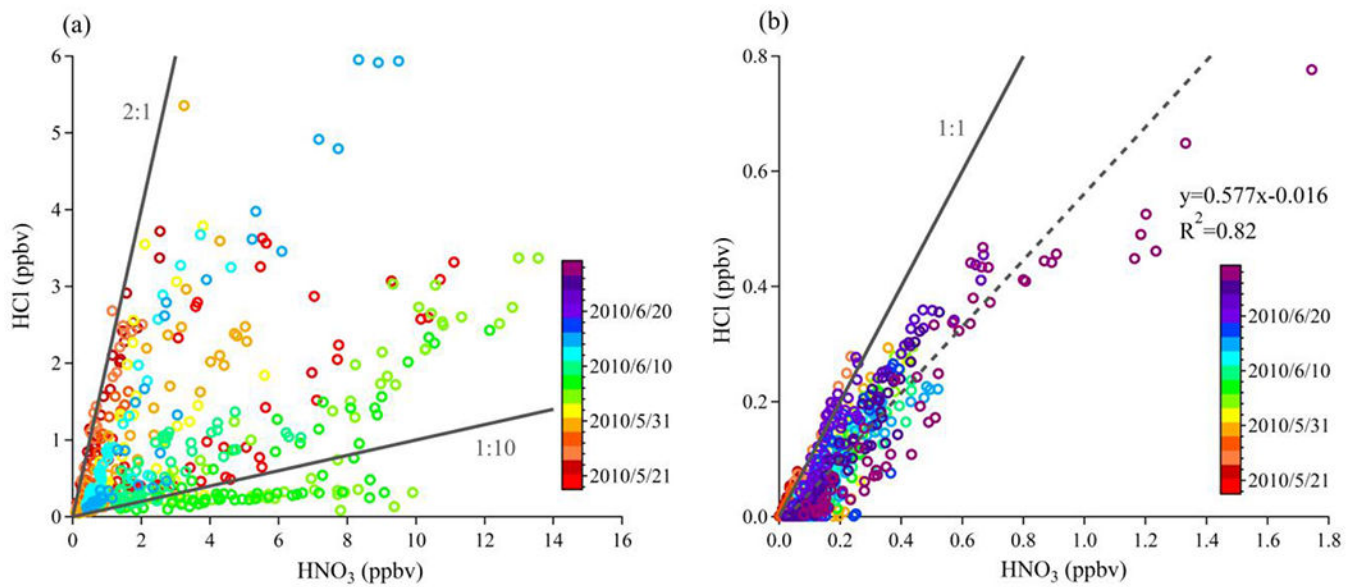 (a)
6
5
4
3
2
1
0
HCl (ppbv)
2:1
1:10
2010/6/20
2010/6/10
2010/5/31
2010/5/21
0 2 4 6 8 10 12 14 16
HNO₃ (ppbv)
(b)
0.8
0.6
0.4
0.2
0.0
HCl (ppbv)
1:1
y=0.577x-0.016
R²=0.82
2010/6/20
2010/6/10
2010/5/31
2010/5/21
0.0 0.2 0.4 0.6 0.8 1.0 1.2 1.4 1.6 1.8
HNO₃ (ppbv)